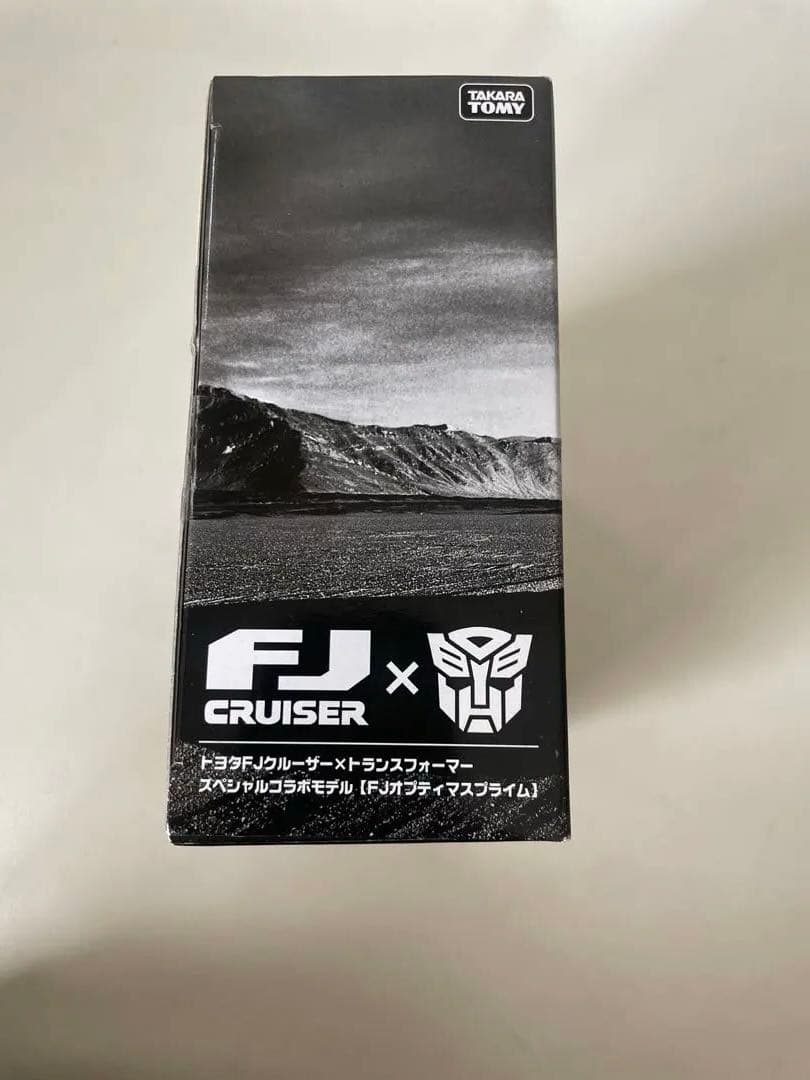 TAKARA
TOMY
FJ
CRUISER
×
トヨタFJクルーザー×トランスフォーマー
スペシャルコラボモデル【FJオプティマスプライム】